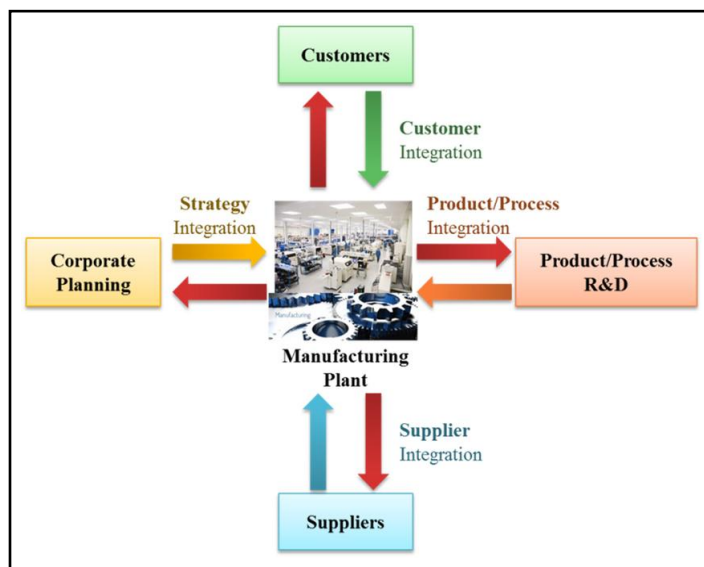 Customers
Customer
Integration
Strategy
Integration
Product/Process
Integration
Corporate
Planning
Product/Process
R&D
Manufacturing
Manufacturing
Plant
Supplier
Integration
Suppliers